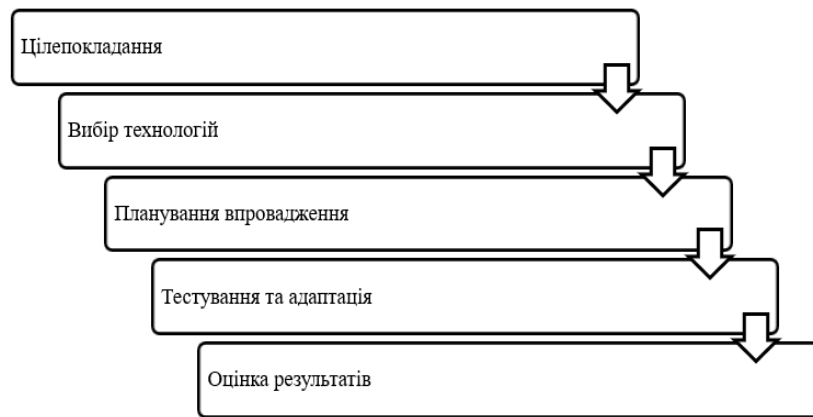 Цілепокладання
Вибір технологій
Планування впровадження
Тестування та адаптація
Оцінка результатів